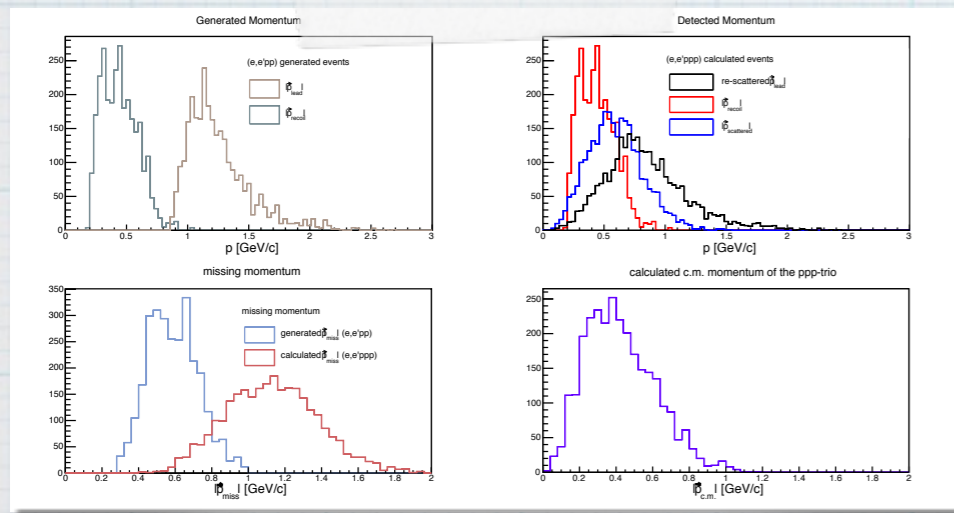 Generated Momentum
(e,e'pp) generated events
|p lead|
|p recoil|
250
200
150
100
50
0
0 0.5 1 1.5 2 2.5 3
p [GeV/c]
Detected Momentum
(e,e'ppp) calculated events
re-scattered |p lead|
|p recoil|
|p scattered|
250
200
150
100
50
0
0 0.5 1 1.5 2 2.5 3
p [GeV/c]
missing momentum
missing momentum
generated |p miss| (e,e'pp)
calculated |p miss| (e,e'ppp)
350
300
250
200
150
100
50
0
0 0.2 0.4 0.6 0.8 1 1.2 1.4 1.6 1.8 2
|p miss| [GeV/c]
calculated c.m. momentum of the ppp-trio
250
200
150
100
50
0
0 0.2 0.4 0.6 0.8 1 1.2 1.4 1.6 1.8 2
|p c.m.| [GeV/c]